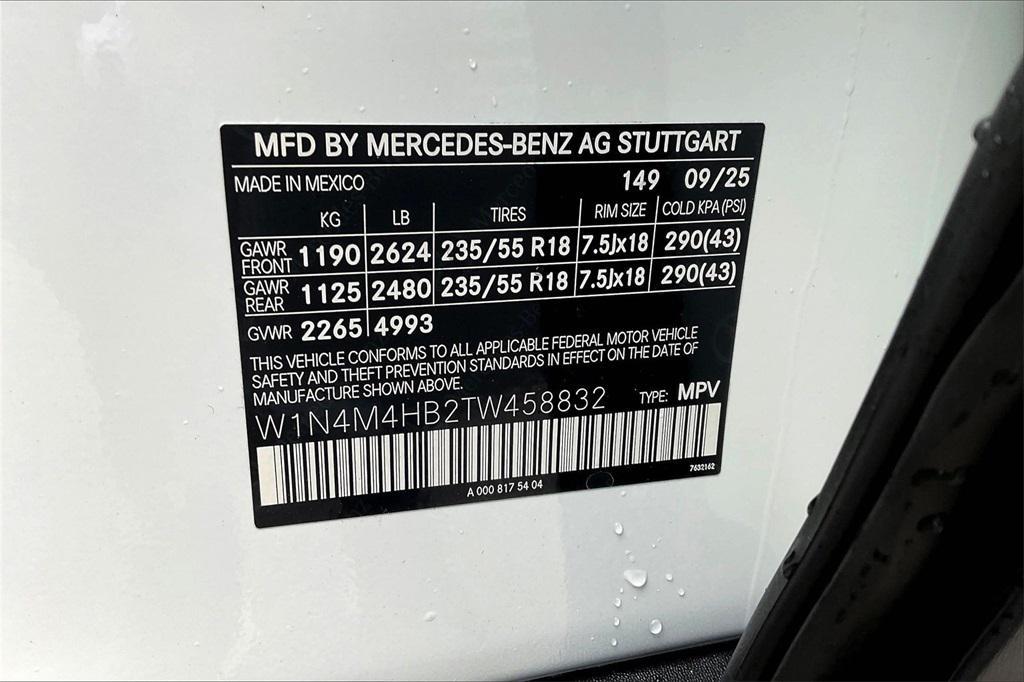 MFD BY MERCEDES-BENZ AG STUTTGART
MADE IN MEXICO 149 09/25
KG LB TIRES RIM SIZE COLD KPA (PSI)
GAWR FRONT 1190 2624 235/55 R18 7.5Jx18 290(43)
GAWR REAR 1125 2480 235/55 R18 7.5Jx18 290(43)
GVWR 2265 4993
THIS VEHICLE CONFORMS TO ALL APPLICABLE FEDERAL MOTOR VEHICLE
SAFETY AND THEFT PREVENTION STANDARDS IN EFFECT ON THE DATE OF
MANUFACTURE SHOWN ABOVE.
W1N4M4HB2TW458832 TYPE: MPV
7632162
A 000 817 54 04